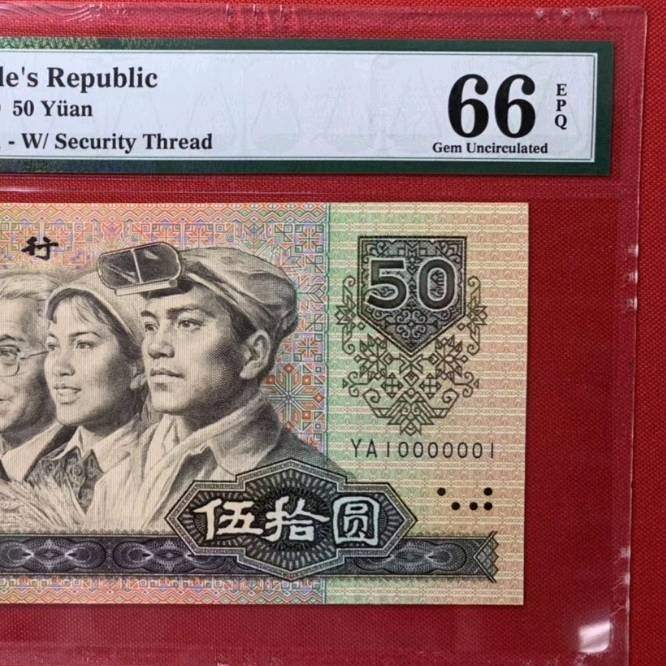 le's Republic
50 Yüan
- W/ Security Thread
66
EPQ
Gem Uncirculated
行
50
YA10000001
伍拾圆